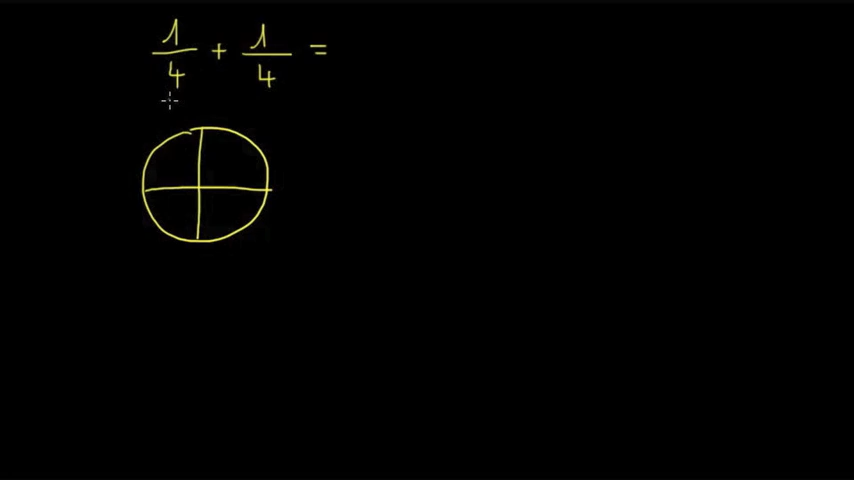 1/4 + 1/4 =